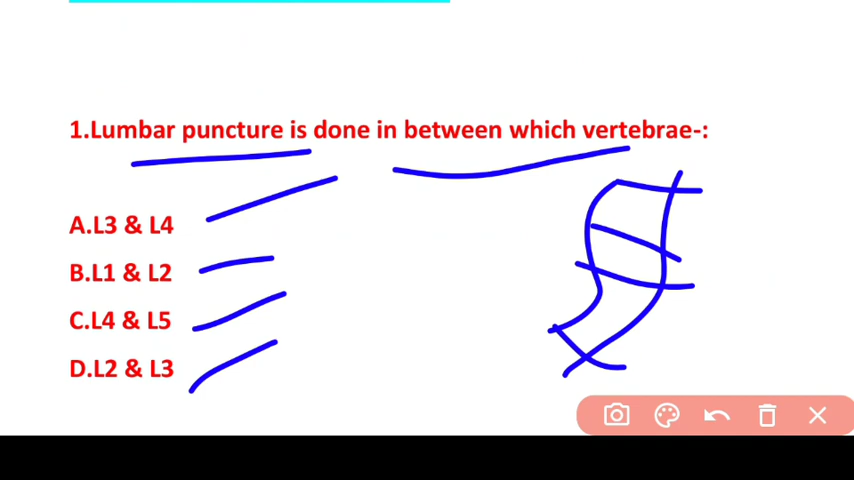 1.Lumbar puncture is done in between which vertebrae-:
A.L3 & L4
B.L1 & L2
C.L4 & L5
D.L2 & L3